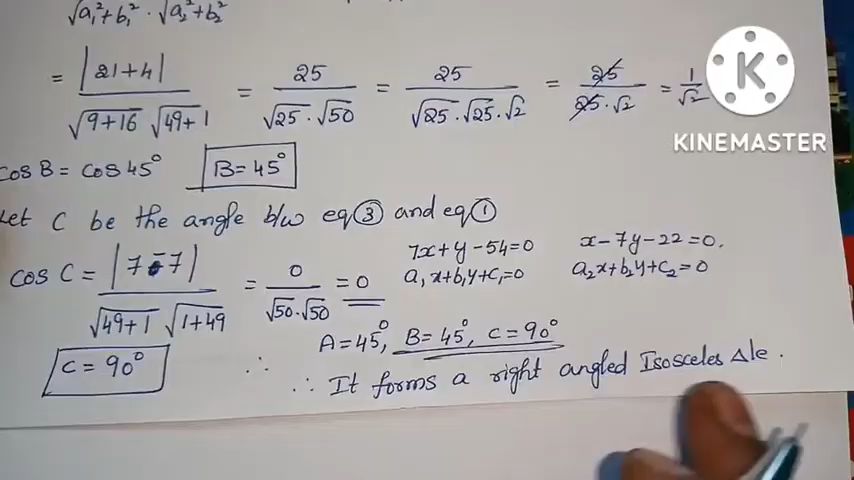 √a₁²+b₁² · √a₂²+b₂²
= |21+4| / √9+16 √49+1 = 25 / √25·√50 = 25 / √25·√25·√2 = 25 / 25·√2 = 1/√2
K
KINEMASTER
cos B = cos 45° B = 45°
Let C be the angle b/w eq③ and eq①
cos C = |7-7| / √49+1 √1+49 = 0 / √50·√50 = 0
7x+y-54=0 x-7y-22=0.
a₁x+b₁y+c₁=0 a₂x+b₂y+c₂=0
A=45°, B=45°, C=90°
C = 90° ∴
∴ It forms a right angled Isosceles Δle.